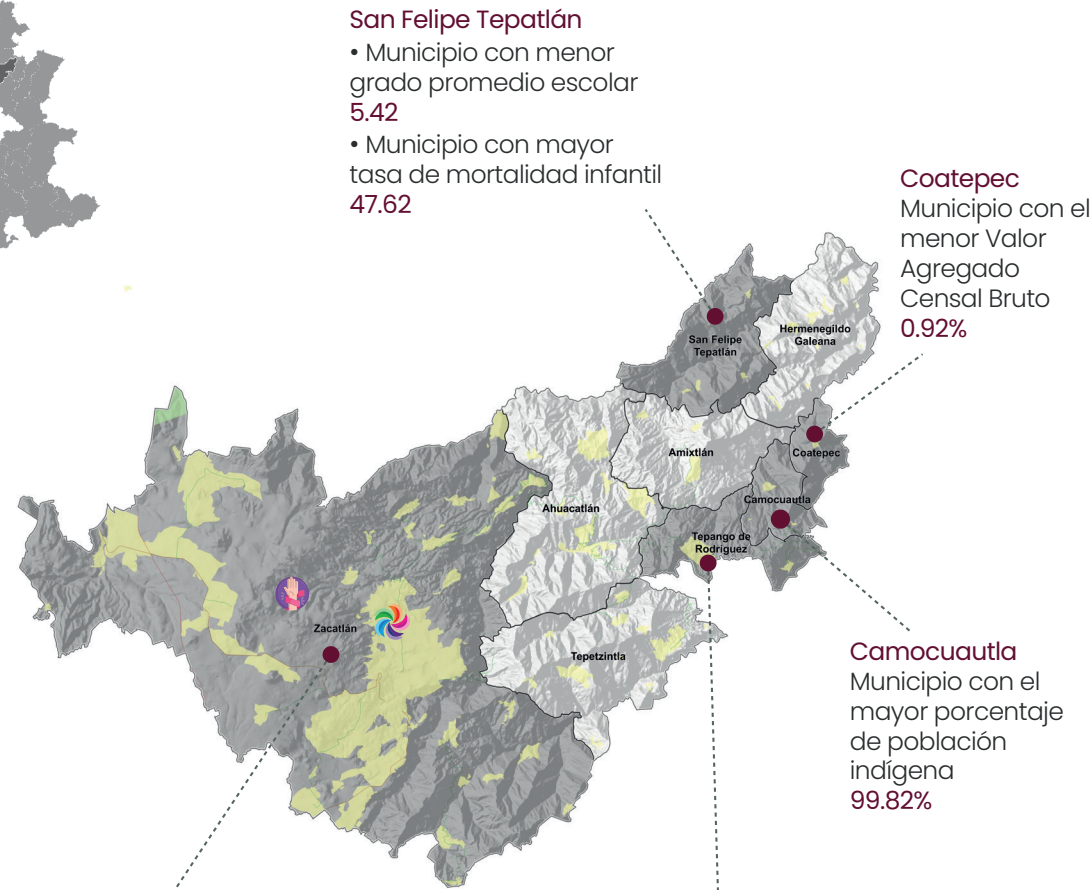 San Felipe Tepatlán
• Municipio con menor
grado promedio escolar
5.42
• Municipio con mayor
tasa de mortalidad infantil
47.62
Coatepec
Municipio con el
menor Valor
Agregado
Censal Bruto
0.92%
Hermenegildo
Galeana
San Felipe
Tepatlán
Amixtlán
Coatepec
Camocuautla
Ahuacatlán
Tepango de
Rodríguez
Zacatlán
Tepetzintla
Camocuautla
Municipio con el
mayor porcentaje
de población
indígena
99.82%